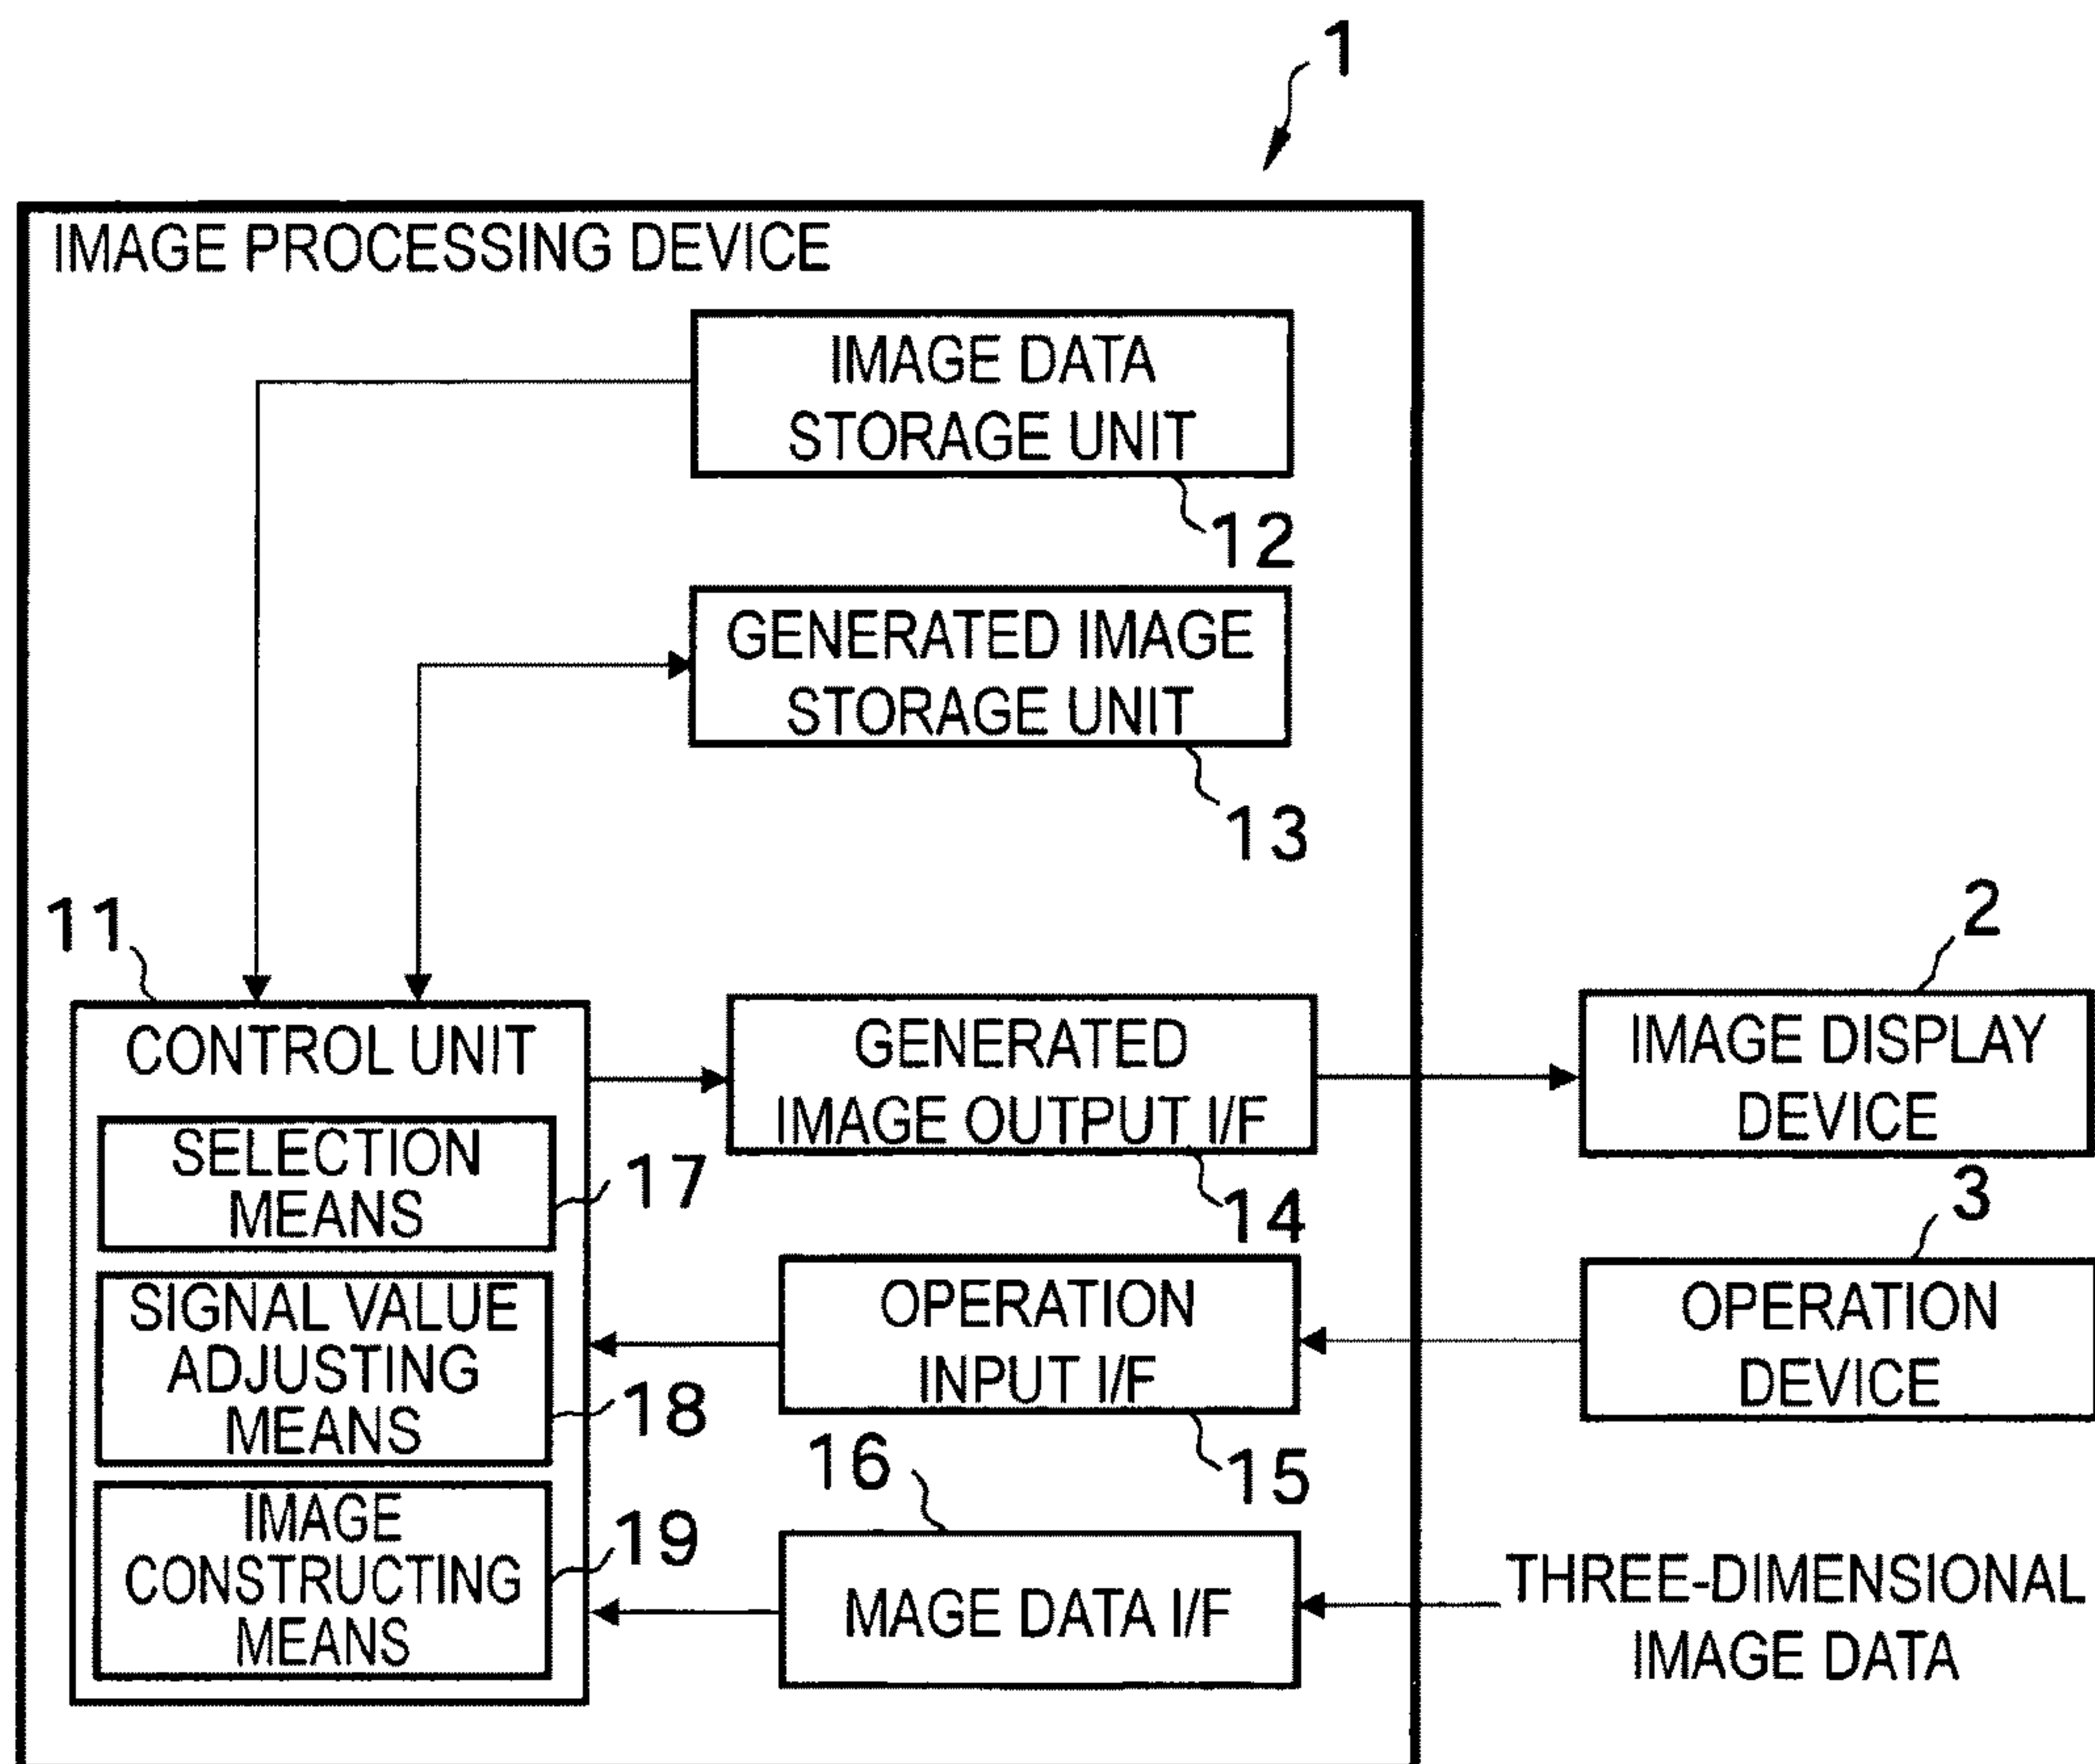 1
IMAGE PROCESSING DEVICE
IMAGE DATA
STORAGE UNIT
12
GENERATED IMAGE
STORAGE UNIT
13
11
CONTROL UNIT
SELECTION
MEANS
17
SIGNAL VALUE
ADJUSTING
MEANS
18
IMAGE
CONSTRUCTING
MEANS
19
GENERATED
IMAGE OUTPUT I/F
14
2
IMAGE DISPLAY
DEVICE
OPERATION
INPUT I/F
15
3
OPERATION
DEVICE
16
MAGE DATA I/F
THREE-DIMENSIONAL
IMAGE DATA